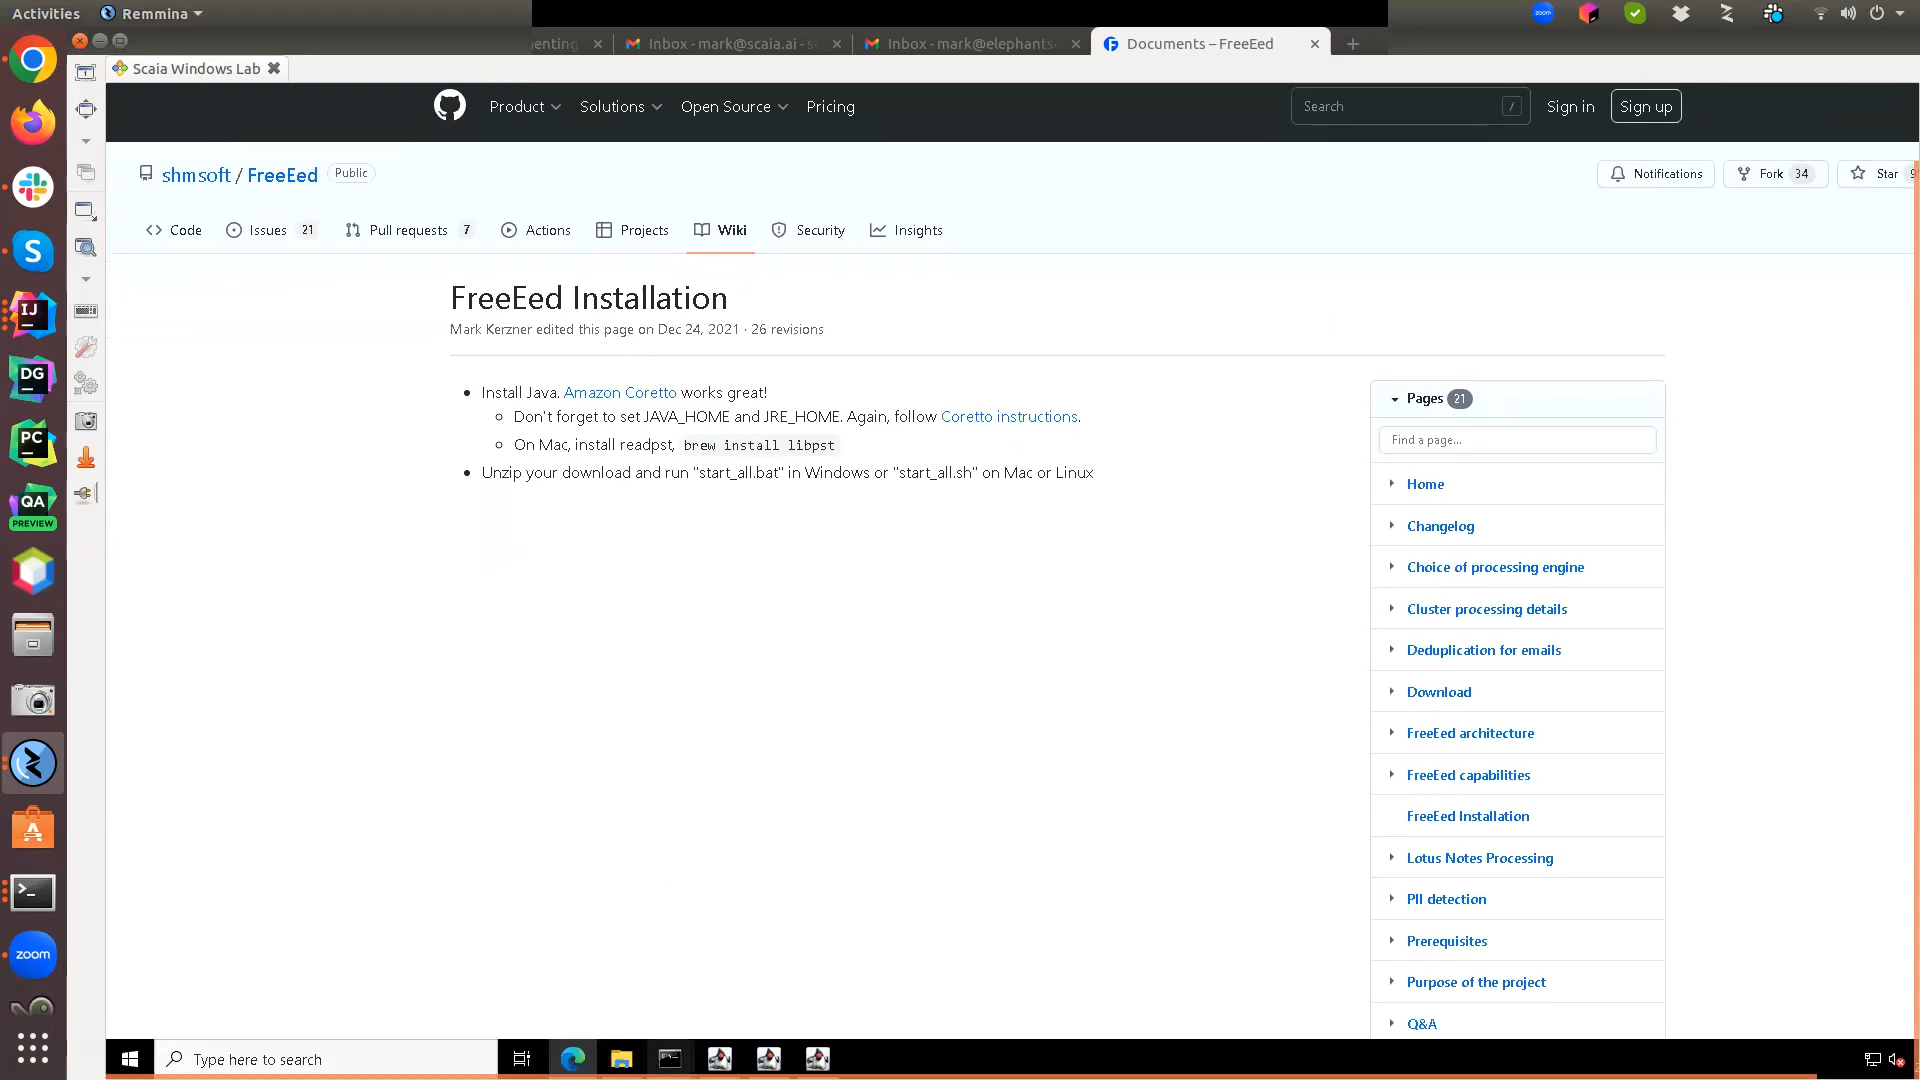 Activities
Remmina
enting
Inbox - mark@scaia.ai - s
Inbox - mark@elephants
Documents – FreeEed
zoom
Scaia Windows Lab
Product
Solutions
Open Source
Pricing
Search
/
Sign in
Sign up
shmsoft / FreeEed
Public
Notifications
Fork 34
Star
Code
Issues 21
Pull requests 7
Actions
Projects
Wiki
Security
Insights
FreeEed Installation
Mark Kerzner edited this page on Dec 24, 2021 · 26 revisions
Install Java. Amazon Coretto works great!
Don't forget to set JAVA_HOME and JRE_HOME. Again, follow Coretto instructions.
On Mac, install readpst, brew install libpst
Unzip your download and run "start_all.bat" in Windows or "start_all.sh" on Mac or Linux
Pages 21
Find a page...
Home
Changelog
Choice of processing engine
Cluster processing details
Deduplication for emails
Download
FreeEed architecture
FreeEed capabilities
FreeEed Installation
Lotus Notes Processing
PII detection
Prerequisites
Purpose of the project
Q&A
IJ
DG
PC
QA
PREVIEW
zoom
Type here to search